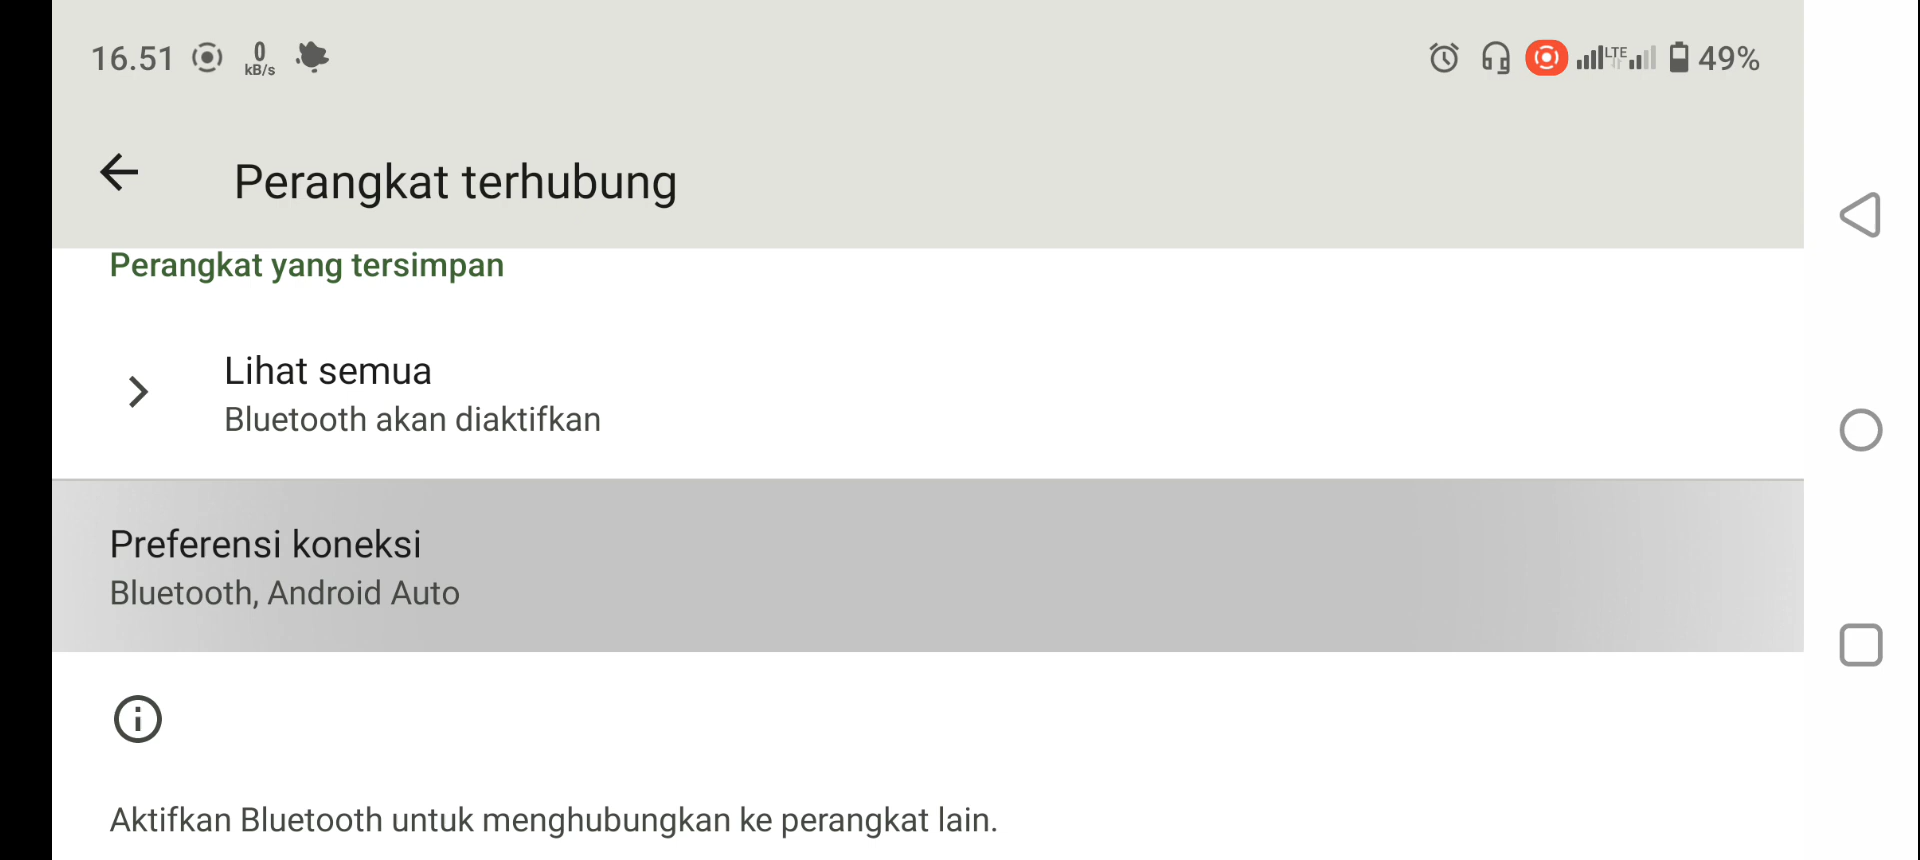 16.51 0 kB/s LTE 49%
Perangkat terhubung
Perangkat yang tersimpan
Lihat semua
Bluetooth akan diaktifkan
Preferensi koneksi
Bluetooth, Android Auto
Aktifkan Bluetooth untuk menghubungkan ke perangkat lain.